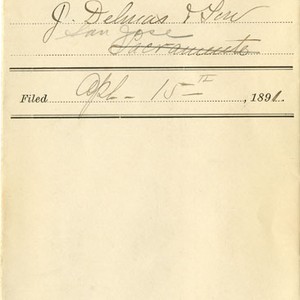 J. Delmas & Son
San Jose
Sacramento
Filed Apl 15TH, 1891.